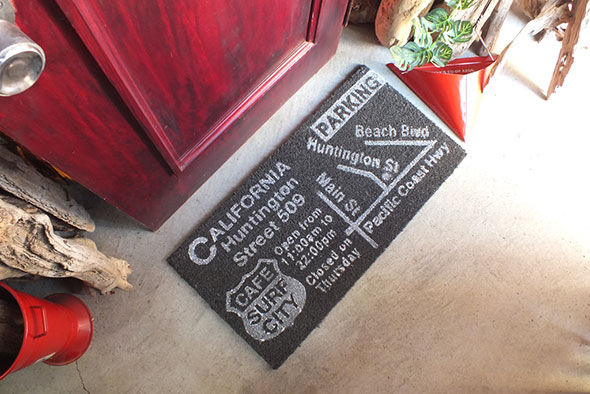 PARKING
Beach Blvd
Huntington St
Main St
Pacific Coast Hwy
CALIFORNIA
Huntington
Street 509
Open from
11:00am to
22:00pm
Closed on
Thursday
CAFE
SURF
CITY